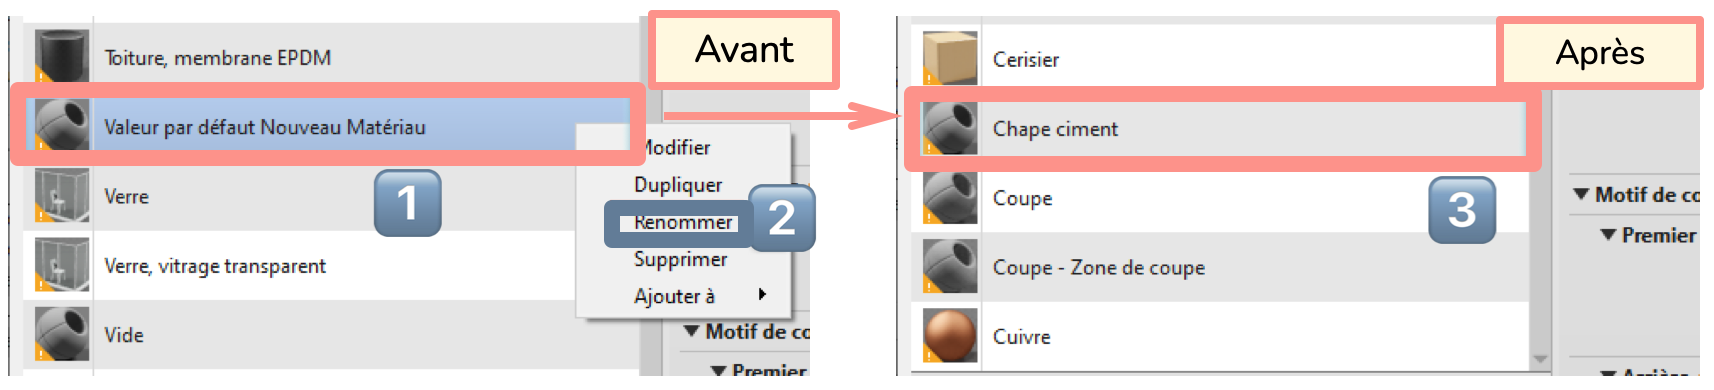 Avant
Toiture, membrane EPDM
Valeur par défaut Nouveau Matériau
Verre
Verre, vitrage transparent
Vide
1
Modifier
Dupliquer
Renommer
Supprimer
Ajouter à
2
Motif de co
Premier
Après
Cerisier
Chape ciment
Coupe
Coupe - Zone de coupe
Cuivre
3
Motif de co
Premier